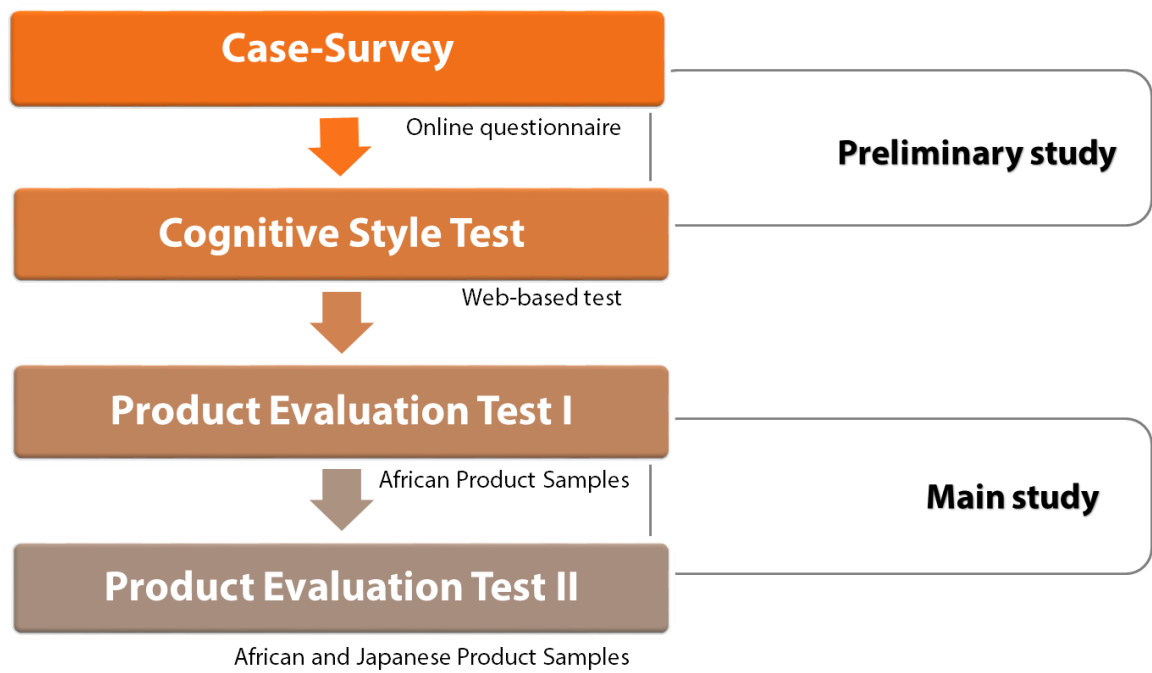 Case-Survey
Online questionnaire
Preliminary study
Cognitive Style Test
Web-based test
Product Evaluation Test I
African Product Samples
Main study
Product Evaluation Test II
African and Japanese Product Samples